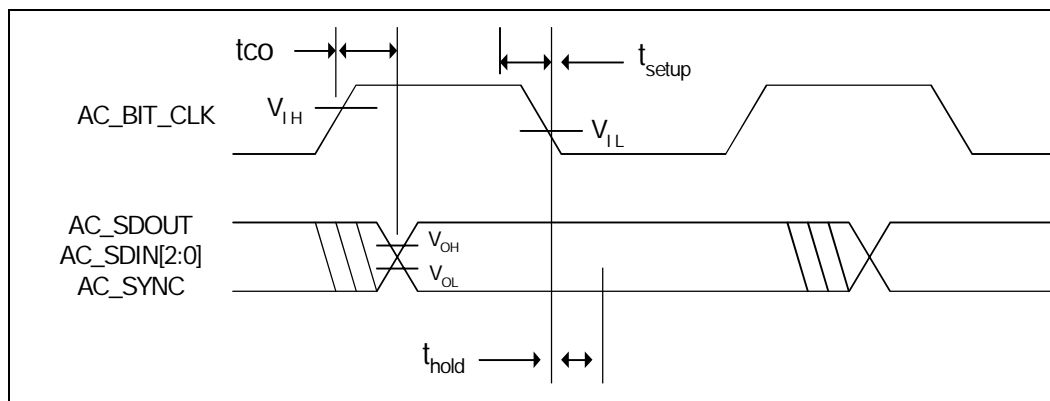 tco
t_setup
V_IH
AC_BIT_CLK
V_IL
AC_SDOUT
V_OH
AC_SDIN[2:0]
V_OL
AC_SYNC
t_hold